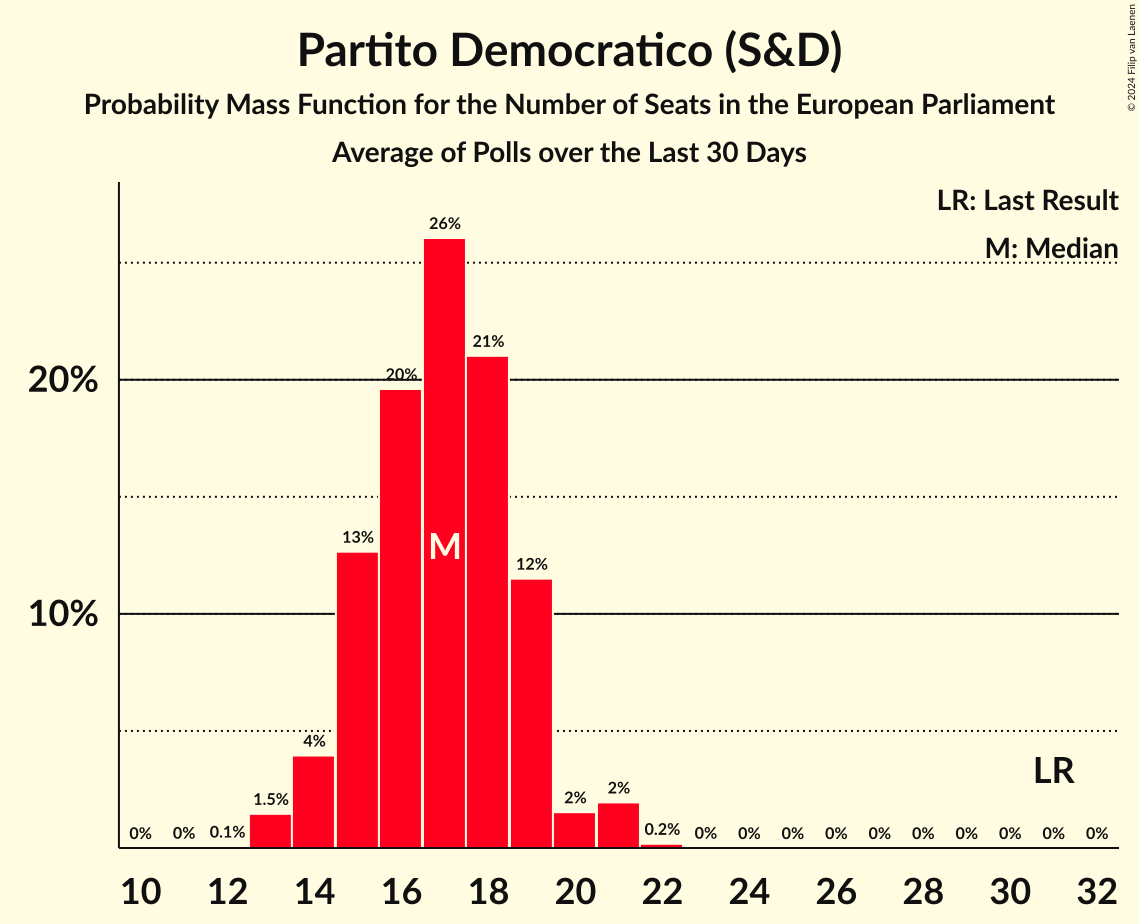 Partito Democratico (S&D)
Probability Mass Function for the Number of Seats in the European Parliament
Average of Polls over the Last 30 Days
© 2024 Filip van Laenen
LR: Last Result
M: Median
20%
10%
0% 0% 0.1% 1.5% 4% 13% 20% 26% 21% 12% 2% 2% 0.2% 0% 0% 0% 0% 0% 0% 0% 0% 0% 0%
M
LR
10 12 14 16 18 20 22 24 26 28 30 32